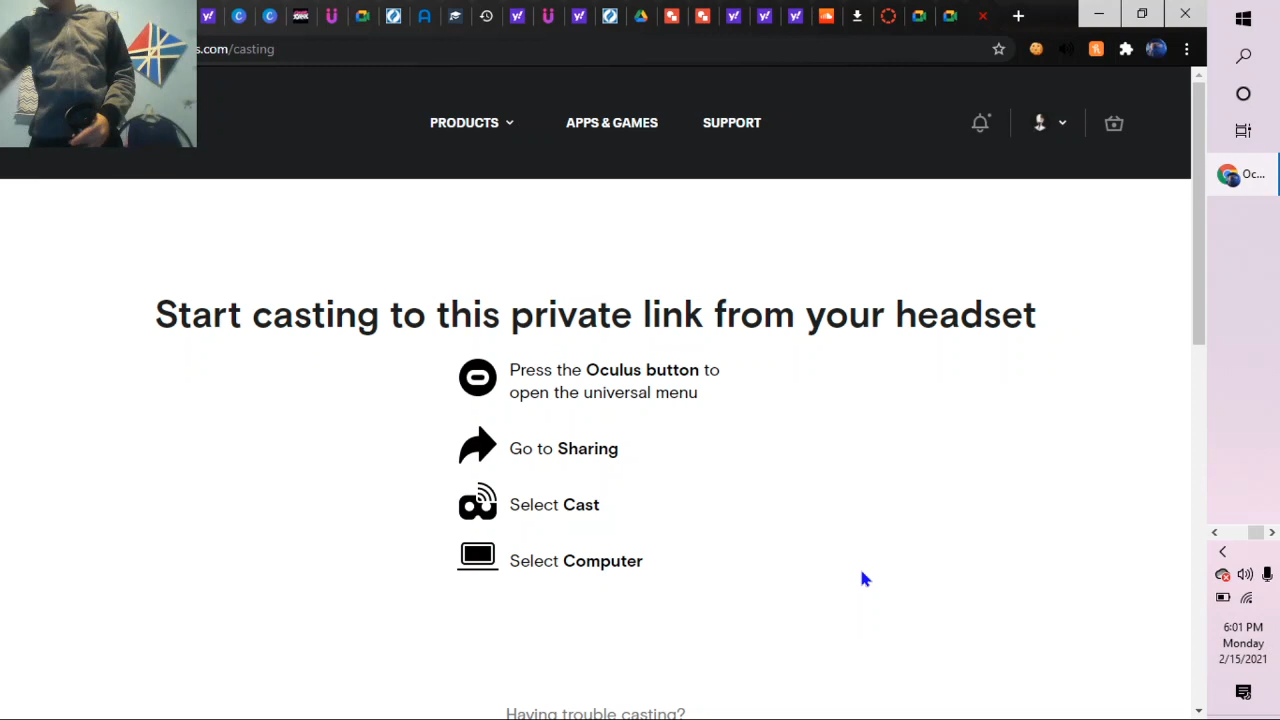 s.com/casting
PRODUCTS
APPS & GAMES
SUPPORT
Oc...
Start casting to this private link from your headset
Press the Oculus button to
open the universal menu
Go to Sharing
Select Cast
Select Computer
Having trouble casting?
6:01 PM
Monday
2/15/2021